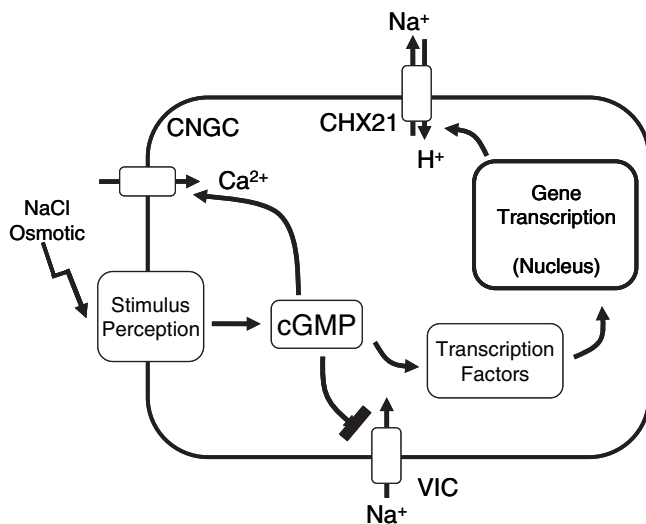 Na⁺
CNGC
CHX21
H⁺
Ca²⁺
NaCl
Osmotic
Gene
Transcription
(Nucleus)
Stimulus
Perception
cGMP
Transcription
Factors
VIC
Na⁺